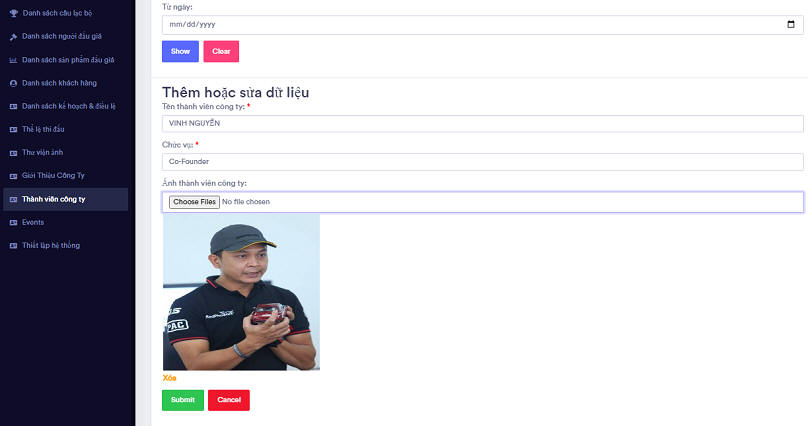 Danh sách câu lạc bộ
Danh sách người đấu giá
Danh sách sản phẩm đấu giá
Danh sách khách hàng
Danh sách kế hoạch & điều lệ
Thể lệ thi đấu
Thư viện ảnh
Giới Thiệu Công Ty
Thành viên công ty
Events
Thiết lập hệ thống
Từ ngày:
mm/dd/yyyy
Show
Clear
Thêm hoặc sửa dữ liệu
Tên thành viên công ty: *
VINH NGUYỄN
Chức vụ: *
Co-Founder
Ảnh thành viên công ty:
Choose Files No file chosen
PAC
Xóa
Submit
Cancel